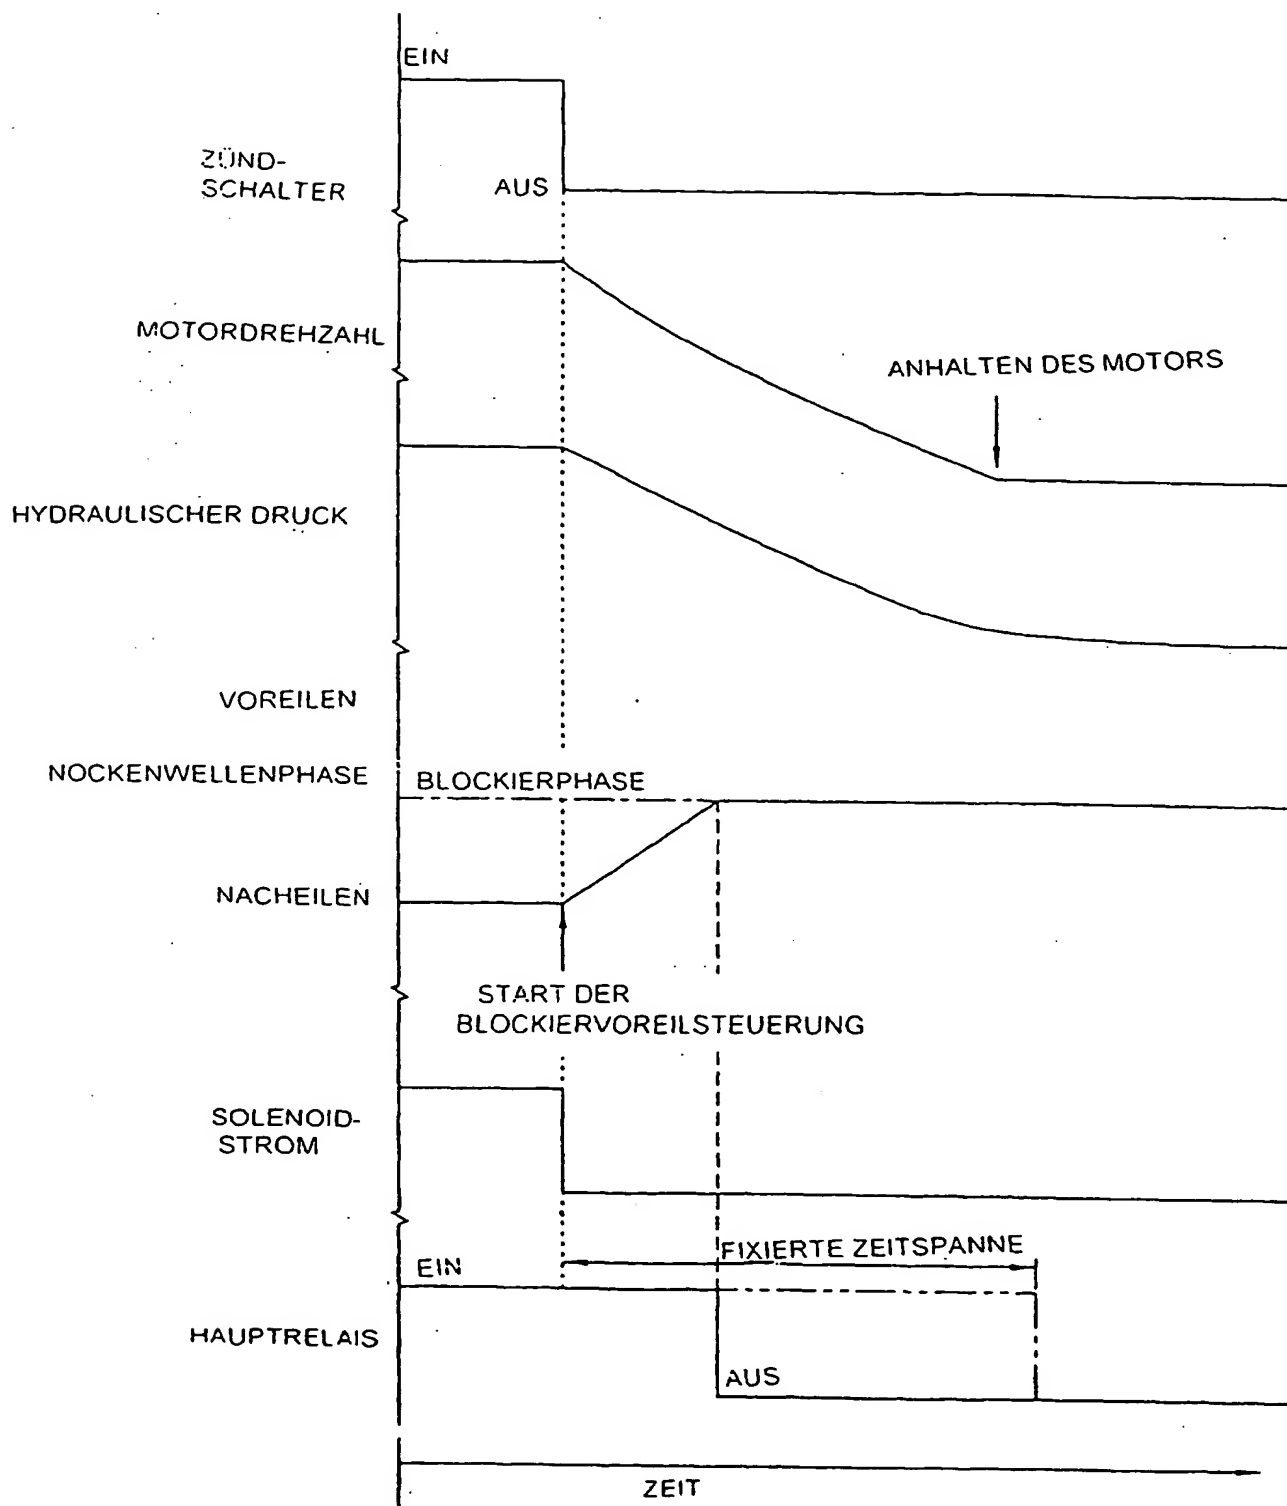 EIN
ZÜND-
SCHALTER
AUS
MOTORDREHZAHL
ANHALTEN DES MOTORS
HYDRAULISCHER DRUCK
VOREILEN
NOCKENWELLENPHASE
BLOCKIERPHASE
NACHEILEN
START DER
BLOCKIERVOREILSTEUERUNG
SOLENOID-
STROM
FIXIERTE ZEITSPANNE
EIN
HAUPTRELAIS
AUS
ZEIT